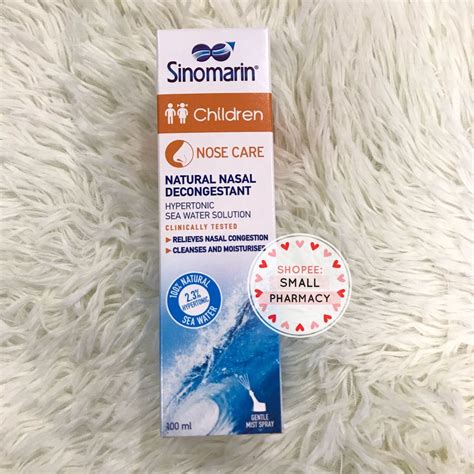 Sinomarin®
Children
NOSE CARE
NATURAL NASAL
DECONGESTANT
HYPERTONIC
SEA WATER SOLUTION
CLINICALLY TESTED
RELIEVES NASAL CONGESTION
CLEANSES AND MOISTURISES
100% NATURAL
2.3%
HYPERTONIC
SEA WATER
SHOPEE:
SMALL
PHARMACY
100 ml
GENTLE
MIST SPRAY